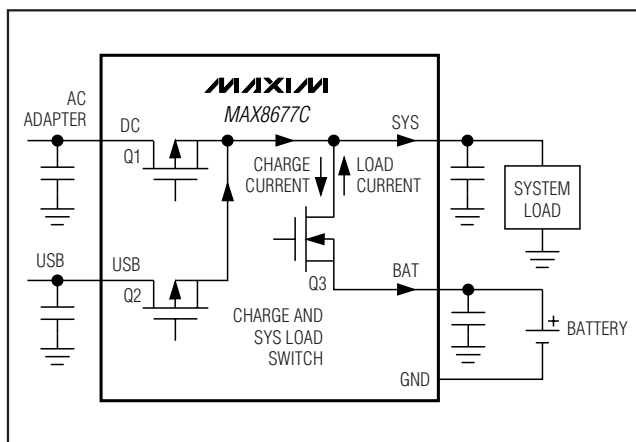 MAXIM
MAX8677C
AC
ADAPTER
DC
Q1
SYS
CHARGE
CURRENT
LOAD
CURRENT
SYSTEM
LOAD
USB
USB
Q2
Q3
BAT
CHARGE AND
SYS LOAD
SWITCH
+
BATTERY
GND